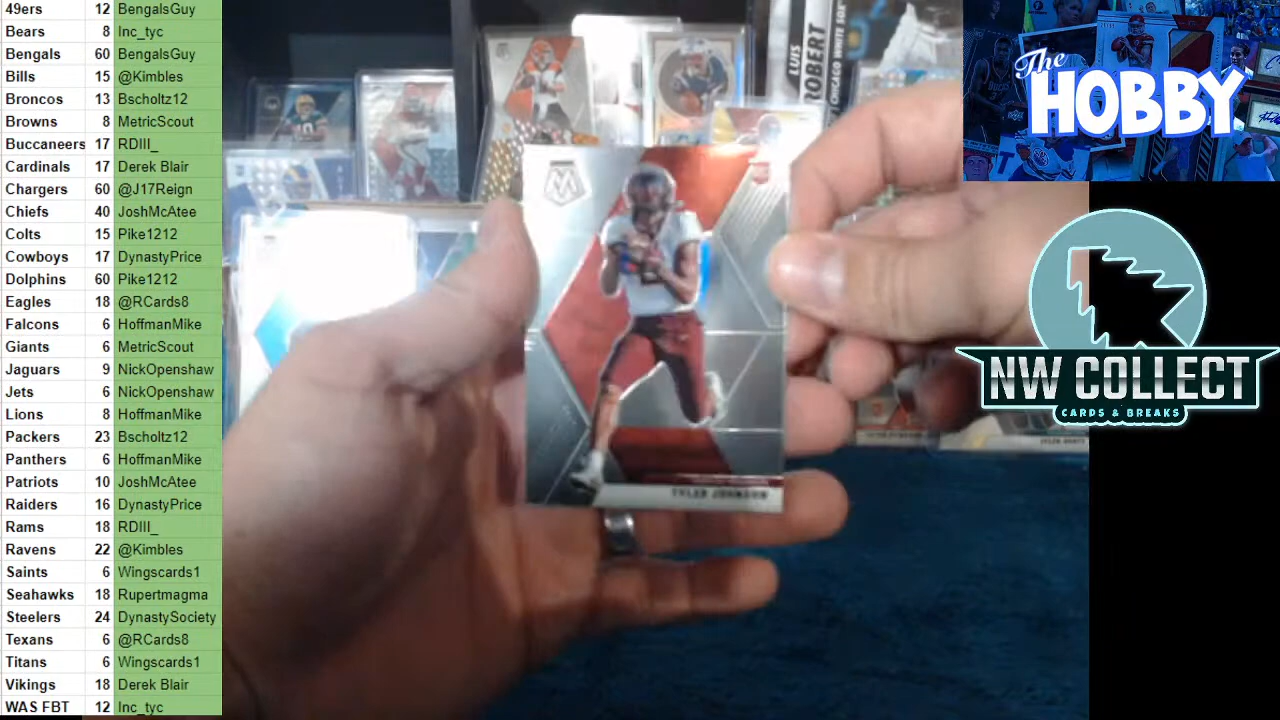 49ers 12 BengalsGuy
Bears 8 Inc_tyc
Bengals 60 BengalsGuy
Bills 15 @Kimbles
Broncos 13 Bscholtz12
Browns 8 MetricScout
Buccaneers 17 RDIII_
Cardinals 17 Derek Blair
Chargers 60 @J17Reign
Chiefs 40 JoshMcAtee
Colts 15 Pike1212
Cowboys 17 DynastyPrice
Dolphins 60 Pike1212
Eagles 18 @RCards8
Falcons 6 HoffmanMike
Giants 6 MetricScout
Jaguars 9 NickOpenshaw
Jets 6 NickOpenshaw
Lions 8 HoffmanMike
Packers 23 Bscholtz12
Panthers 6 HoffmanMike
Patriots 10 JoshMcAtee
Raiders 16 DynastyPrice
Rams 18 RDIII_
Ravens 22 @Kimbles
Saints 6 Wingscards1
Seahawks 18 Rupertmagma
Steelers 24 DynastySociety
Texans 6 @RCards8
Titans 6 Wingscards1
Vikings 18 Derek Blair
WAS FBT 12 Inc_tyc
LUIS
ROBERT
CHICAGO WHITE SOX
TYLER JOHNSON
The
HOBBY
NW COLLECT
CARDS & BREAKS